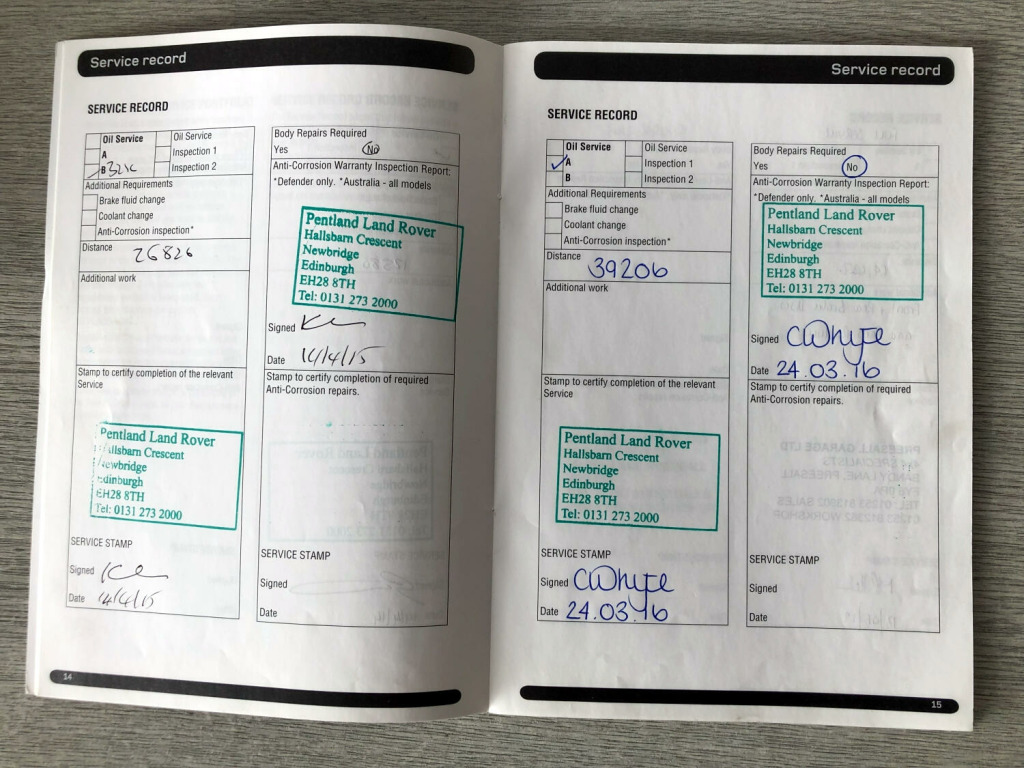 Service record
SERVICE RECORD
Oil Service
A
B
Oil Service
Inspection 1
Inspection 2
Additional Requirements
Brake fluid change
Coolant change
Anti-Corrosion inspection*
Distance
26826
Additional work
Stamp to certify completion of the relevant
Service
Pentland Land Rover
Hallsbarn Crescent
Newbridge
Edinburgh
EH28 8TH
Tel: 0131 273 2000
SERVICE STAMP
Signed
Date 14/4/15
Body Repairs Required
Yes No
Anti-Corrosion Warranty Inspection Report:
*Defender only. *Australia - all models
Pentland Land Rover
Hallsbarn Crescent
Newbridge
Edinburgh
EH28 8TH
Tel: 0131 273 2000
Signed
Date 14/4/15
Stamp to certify completion of required
Anti-Corrosion repairs.
SERVICE STAMP
Signed
Date
14
Service record
SERVICE RECORD
Oil Service
A
B
Oil Service
Inspection 1
Inspection 2
Additional Requirements
Brake fluid change
Coolant change
Anti-Corrosion inspection*
Distance
39206
Additional work
Stamp to certify completion of the relevant
Service
Pentland Land Rover
Hallsbarn Crescent
Newbridge
Edinburgh
EH28 8TH
Tel: 0131 273 2000
SERVICE STAMP
Signed CWhyte
Date 24.03.16
Body Repairs Required
Yes No
Anti-Corrosion Warranty Inspection Report:
*Defender only. *Australia - all models
Pentland Land Rover
Hallsbarn Crescent
Newbridge
Edinburgh
EH28 8TH
Tel: 0131 273 2000
Signed CWhyte
Date 24.03.16
Stamp to certify completion of required
Anti-Corrosion repairs.
SERVICE STAMP
Signed
Date
15